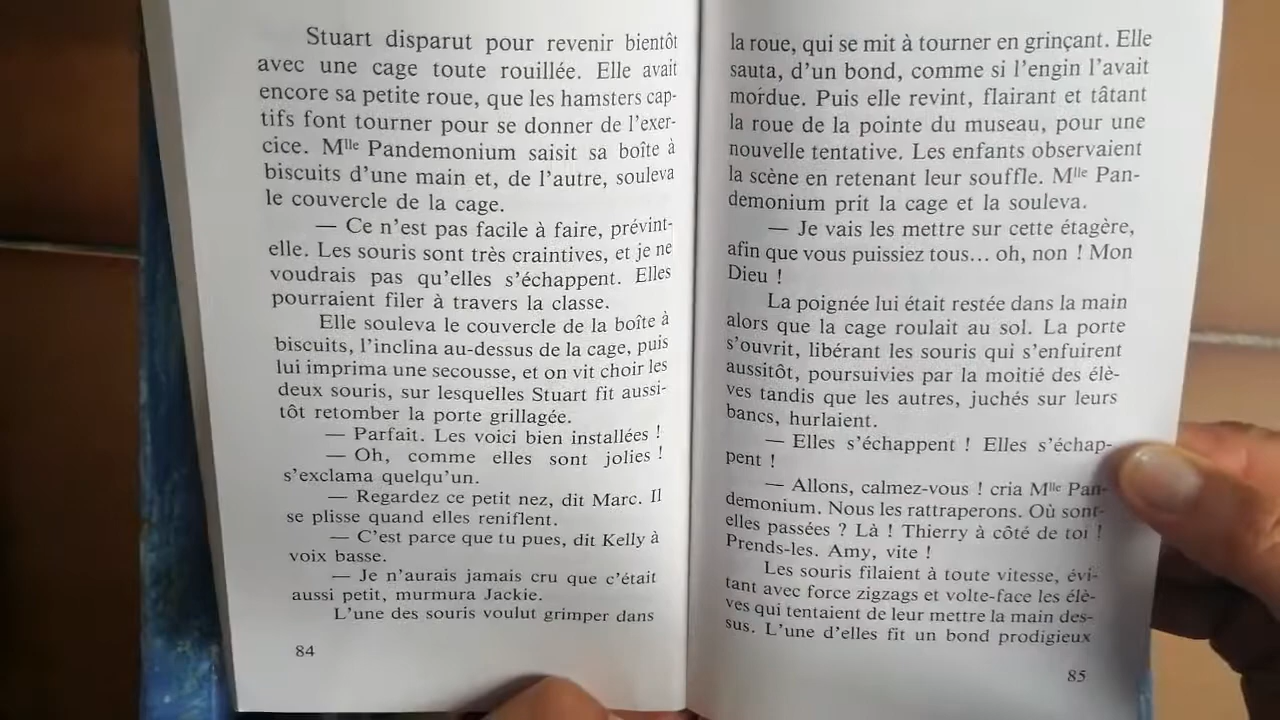 Stuart disparut pour revenir bientôt
avec une cage toute rouillée. Elle avait
encore sa petite roue, que les hamsters cap-
tifs font tourner pour se donner de l'exer-
cice. Mlle Pandemonium saisit sa boîte à
biscuits d'une main et, de l'autre, souleva
le couvercle de la cage.
— Ce n'est pas facile à faire, prévint-
elle. Les souris sont très craintives, et je ne
voudrais pas qu'elles s'échappent. Elles
pourraient filer à travers la classe.
Elle souleva le couvercle de la boîte à
biscuits, l'inclina au-dessus de la cage, puis
lui imprima une secousse, et on vit choir les
deux souris, sur lesquelles Stuart fit aussi-
tôt retomber la porte grillagée.
— Parfait. Les voici bien installées !
— Oh, comme elles sont jolies !
s'exclama quelqu'un.
— Regardez ce petit nez, dit Marc. Il
se plisse quand elles reniflent.
— C'est parce que tu pues, dit Kelly à
voix basse.
— Je n'aurais jamais cru que c'était
aussi petit, murmura Jackie.
L'une des souris voulut grimper dans
84
la roue, qui se mit à tourner en grinçant. Elle
sauta, d'un bond, comme si l'engin l'avait
mordue. Puis elle revint, flairant et tâtant
la roue de la pointe du museau, pour une
nouvelle tentative. Les enfants observaient
la scène en retenant leur souffle. Mlle Pan-
demonium prit la cage et la souleva.
— Je vais les mettre sur cette étagère,
afin que vous puissiez tous... oh, non ! Mon
Dieu !
La poignée lui était restée dans la main
alors que la cage roulait au sol. La porte
s'ouvrit, libérant les souris qui s'enfuirent
aussitôt, poursuivies par la moitié des élè-
ves tandis que les autres, juchés sur leurs
bancs, hurlaient.
— Elles s'échappent ! Elles s'échap-
pent !
— Allons, calmez-vous ! cria Mlle Pan-
demonium. Nous les rattraperons. Où sont-
elles passées ? Là ! Thierry à côté de toi !
Prends-les. Amy, vite !
Les souris filaient à toute vitesse, évi-
tant avec force zigzags et volte-face les élè-
ves qui tentaient de leur mettre la main des-
sus. L'une d'elles fit un bond prodigieux
85